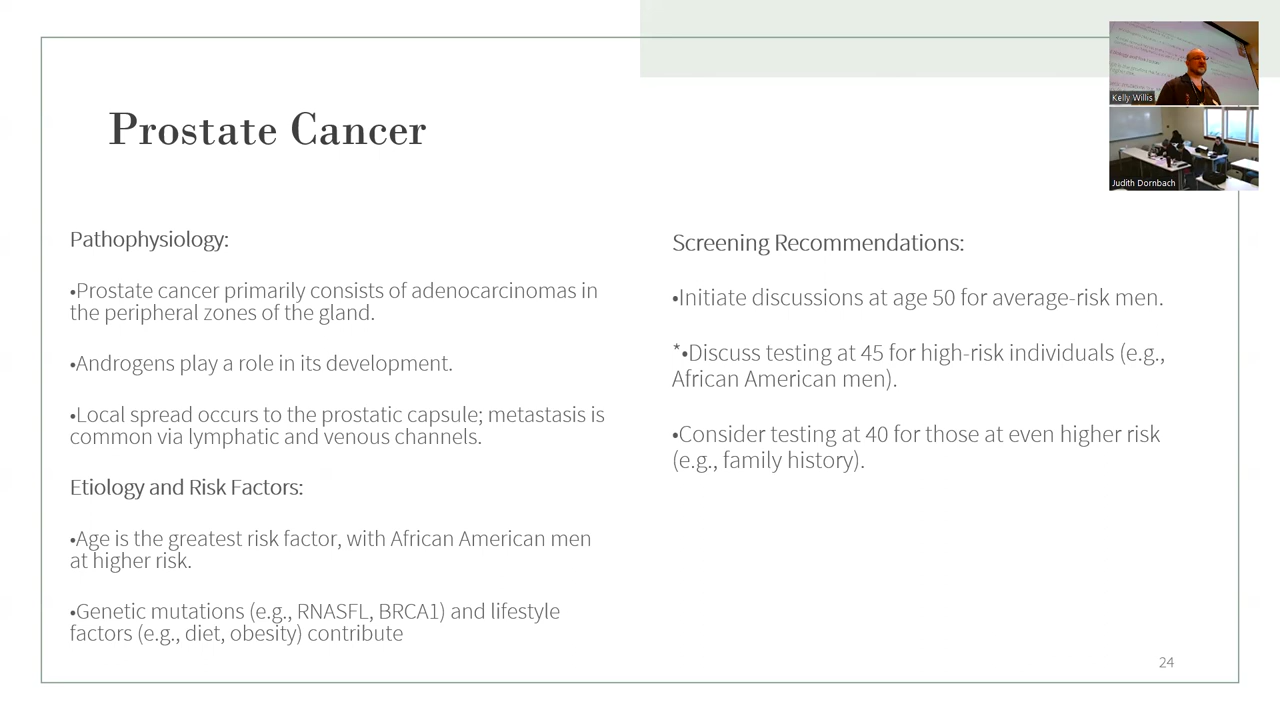 Prostate Cancer
Pathophysiology:
•Prostate cancer primarily consists of adenocarcinomas in
the peripheral zones of the gland.
•Androgens play a role in its development.
•Local spread occurs to the prostatic capsule; metastasis is
common via lymphatic and venous channels.
Etiology and Risk Factors:
•Age is the greatest risk factor, with African American men
at higher risk.
•Genetic mutations (e.g., RNASFL, BRCA1) and lifestyle
factors (e.g., diet, obesity) contribute
Screening Recommendations:
•Initiate discussions at age 50 for average-risk men.
*•Discuss testing at 45 for high-risk individuals (e.g.,
African American men).
•Consider testing at 40 for those at even higher risk
(e.g., family history).
24
Kelly Willis
Judith Dornbach